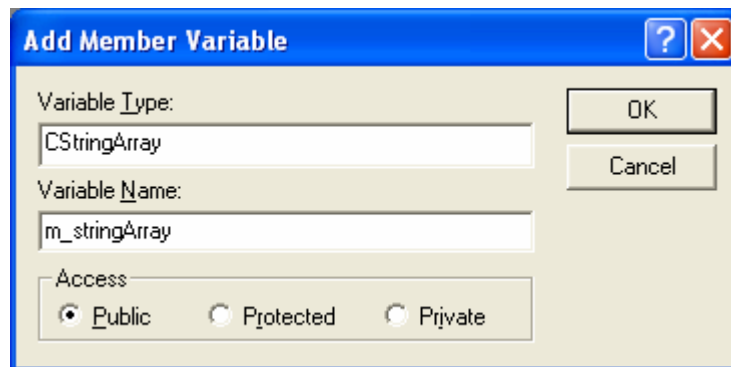 Add Member Variable
Variable Type:
OK
CStringArray
Cancel
Variable Name:
m_stringArray
Access
Public Protected Private